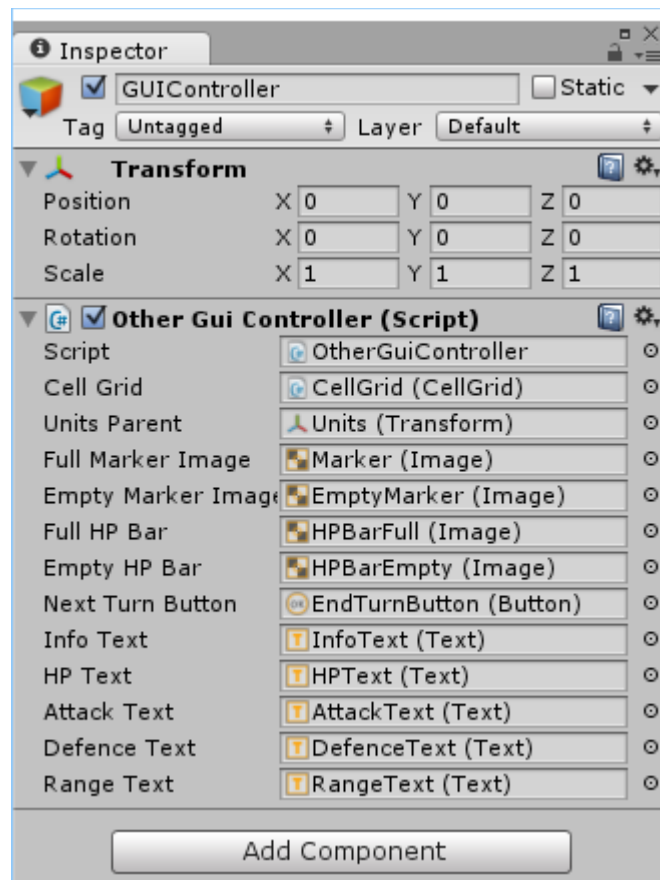 Inspector
GUIController Static
Tag Untagged Layer Default
Transform
Position X 0 Y 0 Z 0
Rotation X 0 Y 0 Z 0
Scale X 1 Y 1 Z 1
Other Gui Controller (Script)
Script OtherGuiController
Cell Grid CellGrid (CellGrid)
Units Parent Units (Transform)
Full Marker Image Marker (Image)
Empty Marker Image EmptyMarker (Image)
Full HP Bar HPBarFull (Image)
Empty HP Bar HPBarEmpty (Image)
Next Turn Button EndTurnButton (Button)
Info Text InfoText (Text)
HP Text HPText (Text)
Attack Text AttackText (Text)
Defence Text DefenceText (Text)
Range Text RangeText (Text)
Add Component